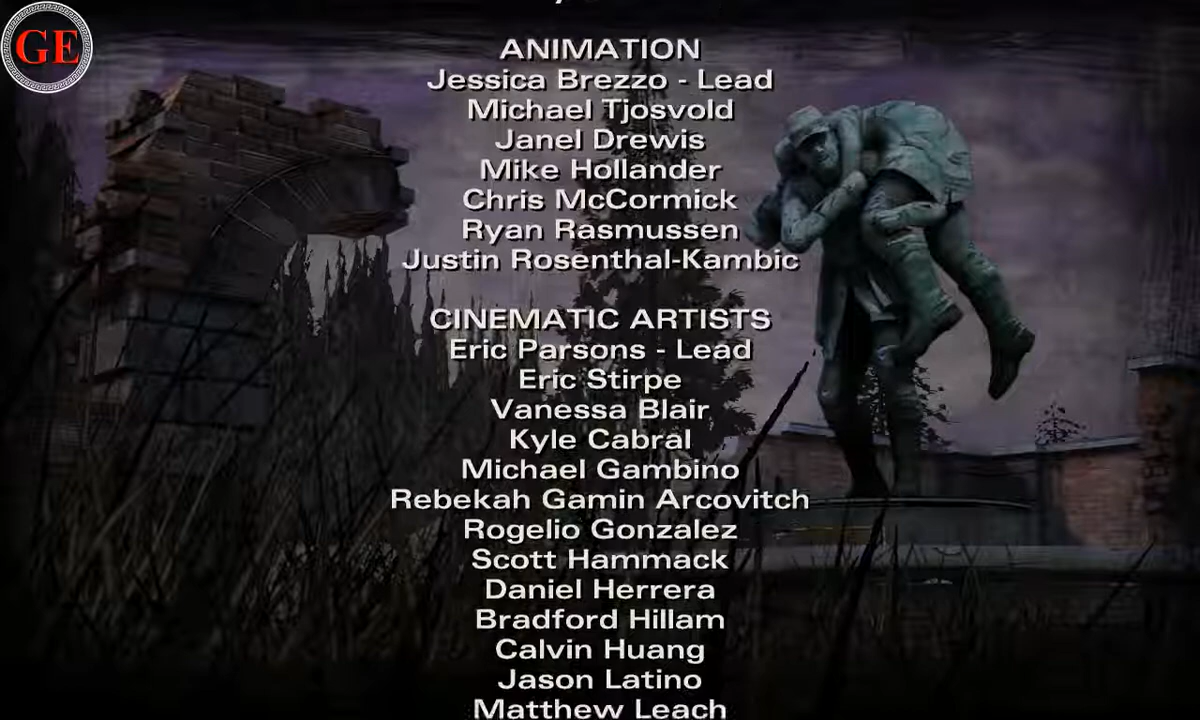 GE
ANIMATION
Jessica Brezzo - Lead
Michael Tjosvold
Janel Drewis
Mike Hollander
Chris McCormick
Ryan Rasmussen
Justin Rosenthal-Kambic
CINEMATIC ARTISTS
Eric Parsons - Lead
Eric Stirpe
Vanessa Blair
Kyle Cabral
Michael Gambino
Rebekah Gamin Arcovitch
Rogelio Gonzalez
Scott Hammack
Daniel Herrera
Bradford Hillam
Calvin Huang
Jason Latino
Matthew Leach